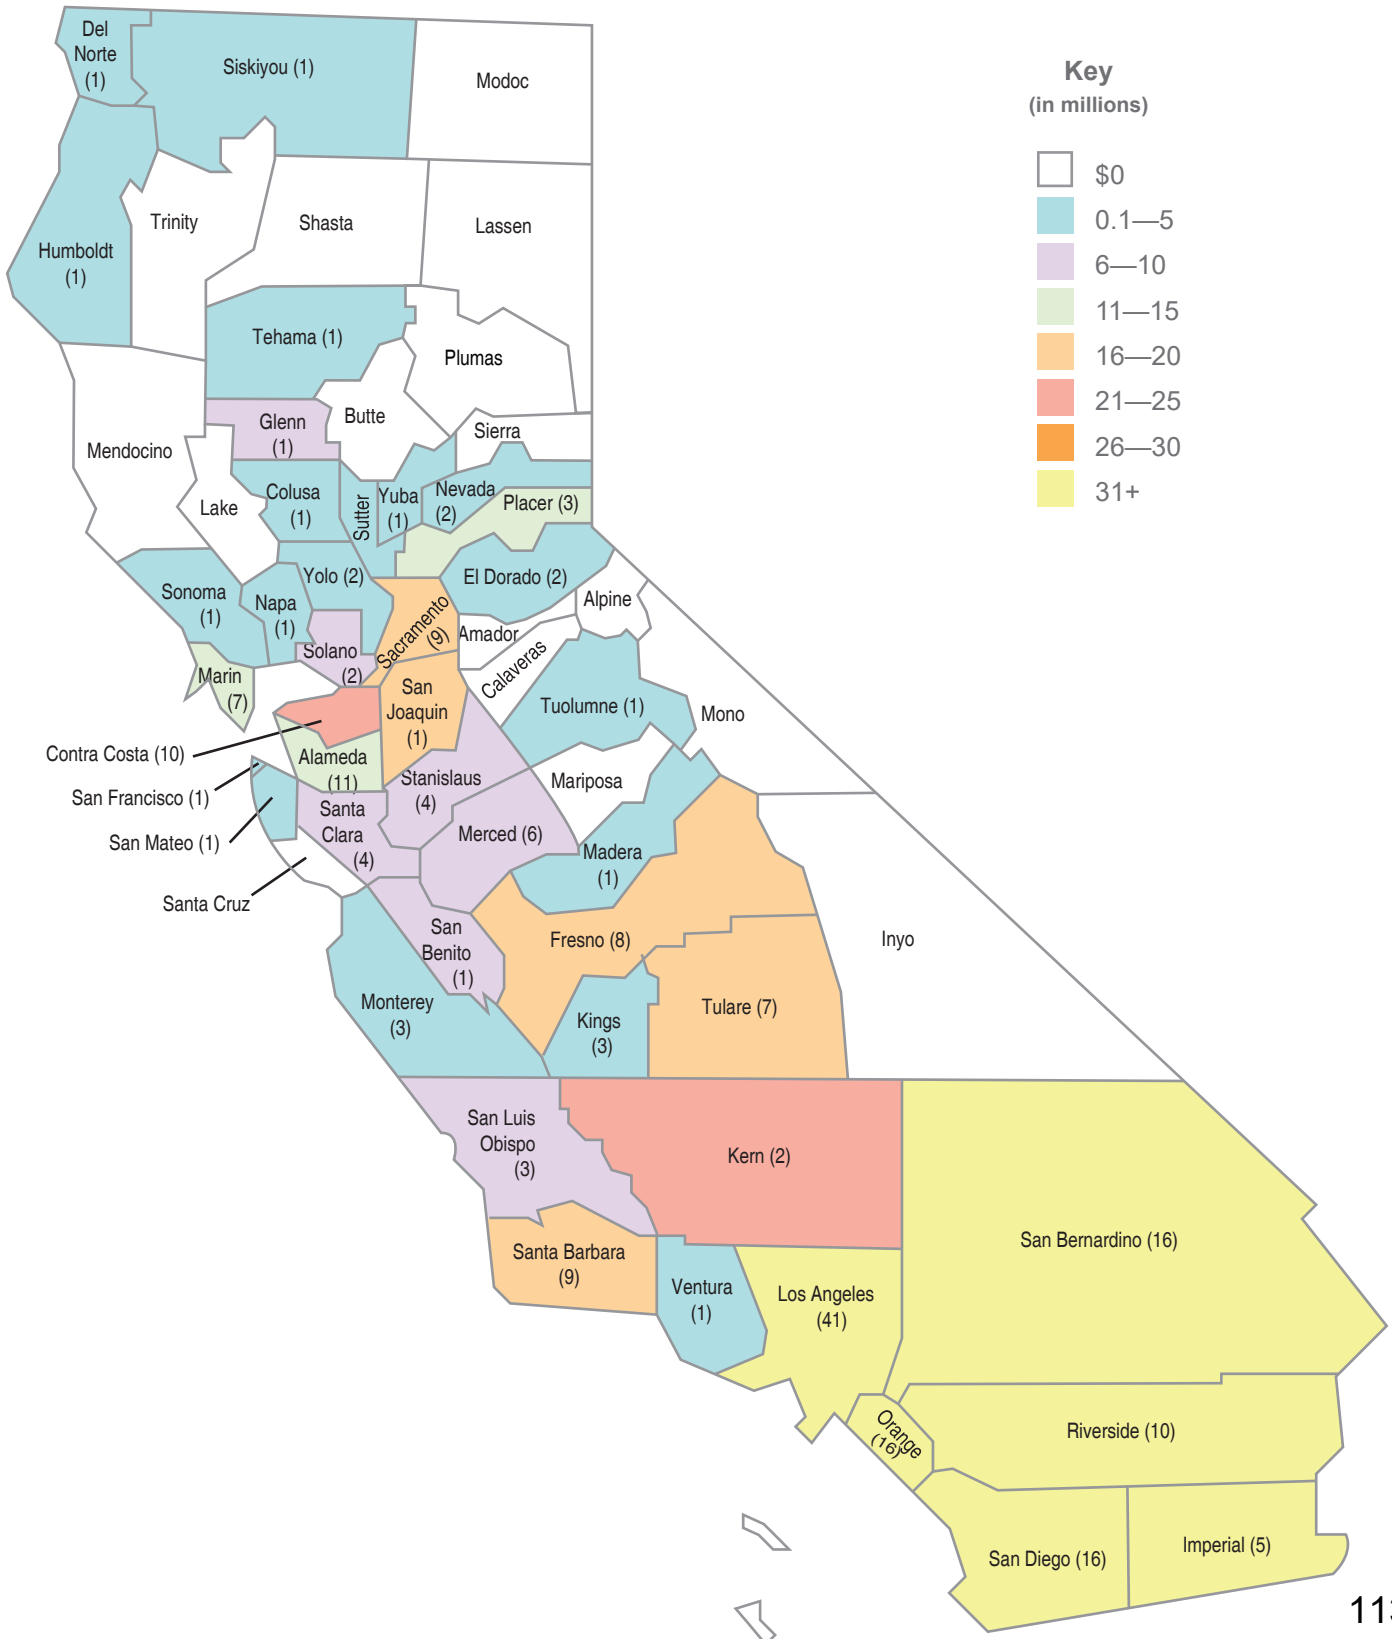 Del
Norte
(1)
Siskiyou (1)
Modoc
Key
(in millions)
$0
0.1—5
6—10
11—15
16—20
21—25
26—30
31+
Humboldt
(1)
Trinity
Shasta
Lassen
Tehama (1)
Plumas
Glenn
(1)
Butte
Sierra
Mendocino
Lake
Colusa
(1)
Sutter
Yuba
(1)
Nevada
(2)
Placer (3)
Sonoma
(1)
Napa
(1)
Yolo (2)
El Dorado (2)
Alpine
Solano
(2)
Sacramento
(9)
Amador
Calaveras
Marin
(7)
San
Joaquin
(1)
Tuolumne (1)
Mono
Contra Costa (10)
Alameda
(11)
Stanislaus
(4)
Mariposa
San Francisco (1)
San Mateo (1)
Santa
Clara
(4)
Merced (6)
Madera
(1)
Santa Cruz
San
Benito
(1)
Fresno (8)
Inyo
Monterey
(3)
Kings
(3)
Tulare (7)
San Luis
Obispo
(3)
Kern (2)
San Bernardino (16)
Santa Barbara
(9)
Ventura
(1)
Los Angeles
(41)
Orange
(16)
Riverside (10)
San Diego (16)
Imperial (5)